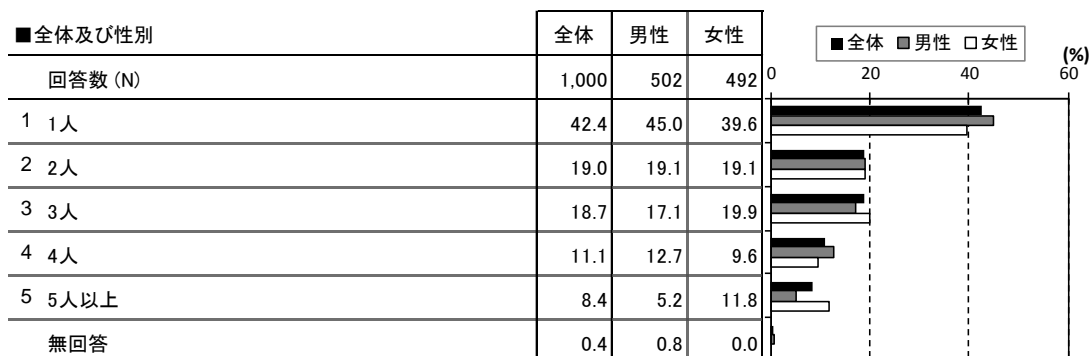 ■全体及び性別 全体 男性 女性
回答数 (N) 1,000 502 492
1 1人 42.4 45.0 39.6
2 2人 19.0 19.1 19.1
3 3人 18.7 17.1 19.9
4 4人 11.1 12.7 9.6
5 5人以上 8.4 5.2 11.8
無回答 0.4 0.8 0.0
■全体 ■男性 □女性
(%)
0 20 40 60